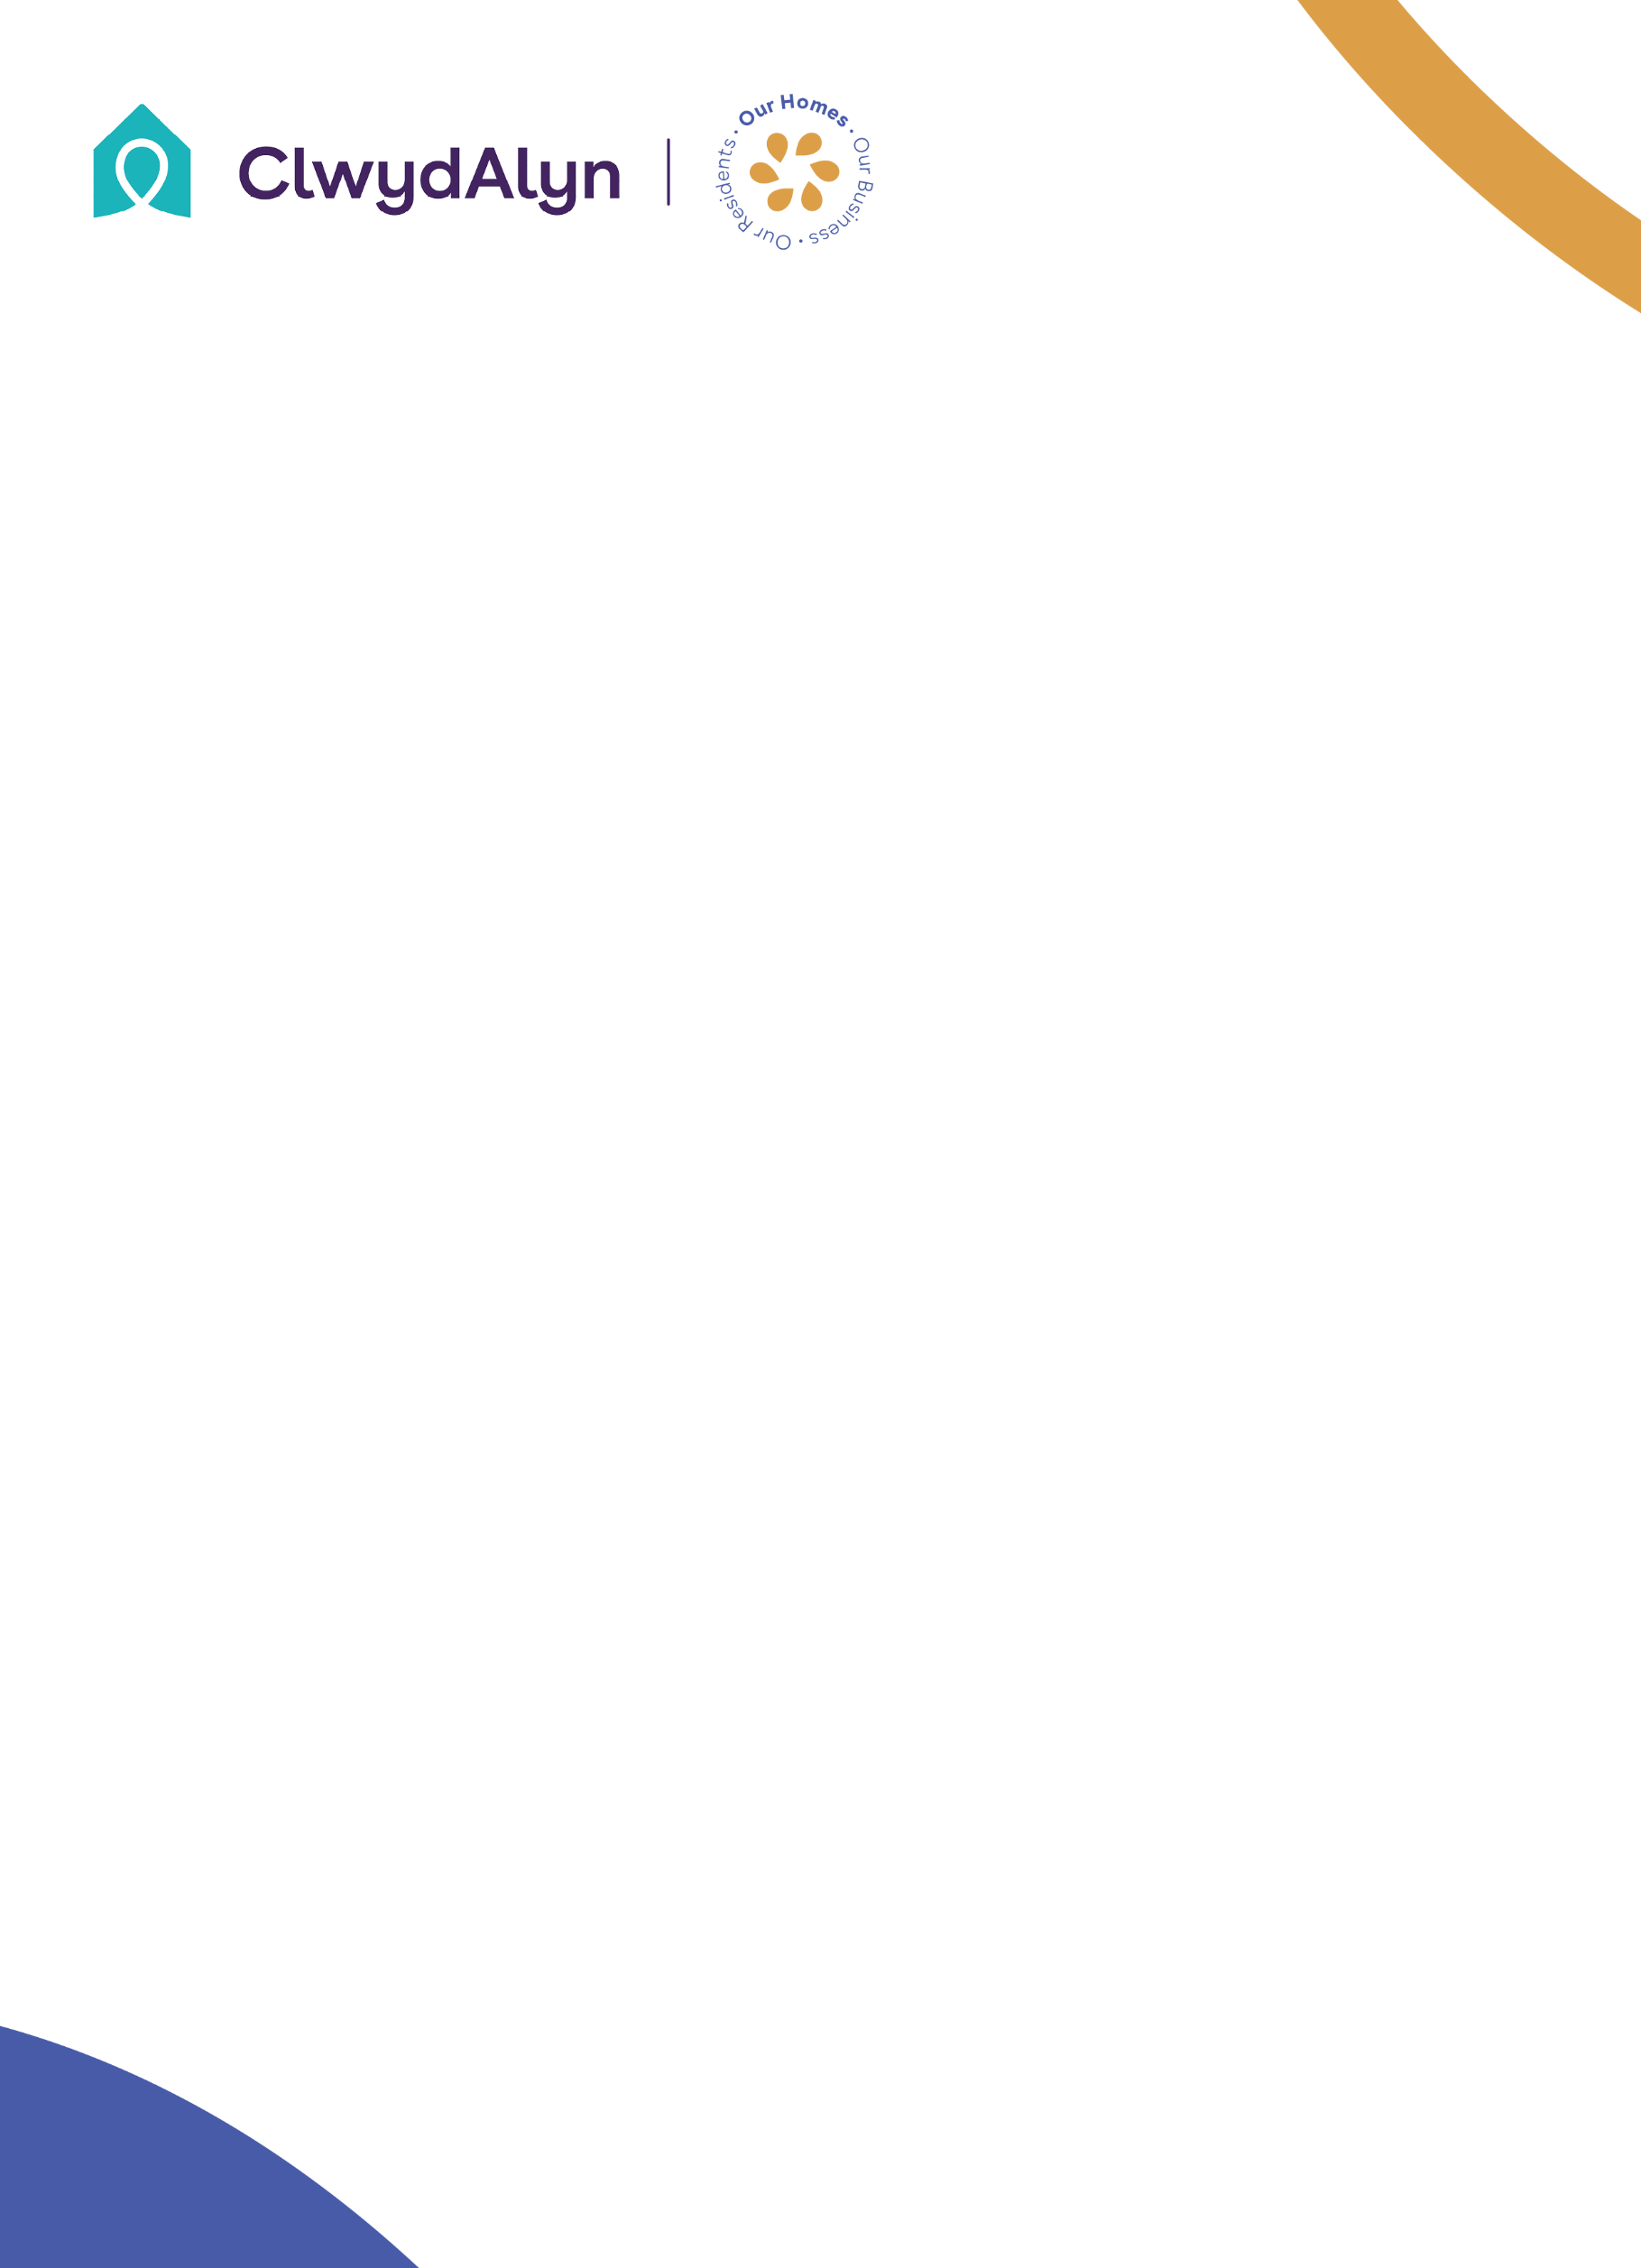 ClwydAlyn
Our Homes • Our Business • Our Residents •